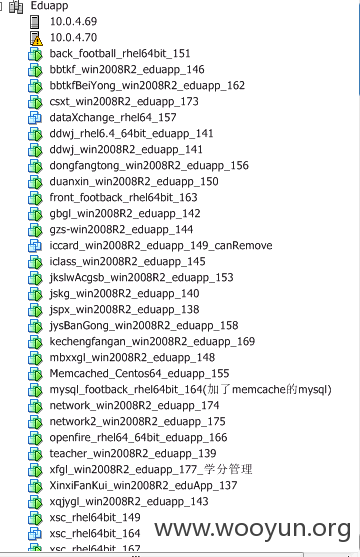 Eduapp
10.0.4.69
10.0.4.70
back_football_rhel64bit_151
bbtkf_win2008R2_eduapp_146
bbtkfBeiYong_win2008R2_eduapp_162
csxt_win2008R2_eduapp_173
dataXchange_rhel64_157
ddwj_rhel6.4_64bit_eduapp_141
ddwj_win2008R2_eduapp_141
dongfangtong_win2008R2_eduapp_156
duanxin_win2008R2_eduapp_150
front_footback_rhel64bit_163
gbgl_win2008R2_eduapp_142
gzs-win2008R2_eduapp_144
iccard_win2008R2_eduapp_149_canRemove
iclass_win2008R2_eduapp_145
jkslwAcgsb_win2008R2_eduapp_153
jskg_win2008R2_eduapp_140
jspx_win2008R2_eduapp_138
jysBanGong_win2008R2_eduapp_158
kechengfangan_win2008R2_eduapp_169
mbxxgl_win2008R2_eduapp_148
Memcached_Centos64_eduapp_155
mysql_footback_rhel64bit_164(加了memcache的mysql)
network_win2008R2_eduapp_174
network2_win2008R2_eduapp_175
openfire_rhel64_64bit_eduapp_166
teacher_win2008R2_eduapp_139
xfgl_win2008R2_eduapp_177_学分管理
XinxiFanKui_win2008R2_eduApp_137
xqjygl_win2008R2_eduapp_143
xsc_rhel64bit_149
xsc_rhel64bit_164
xsc_rhel64bit_167
www.wooyun.org